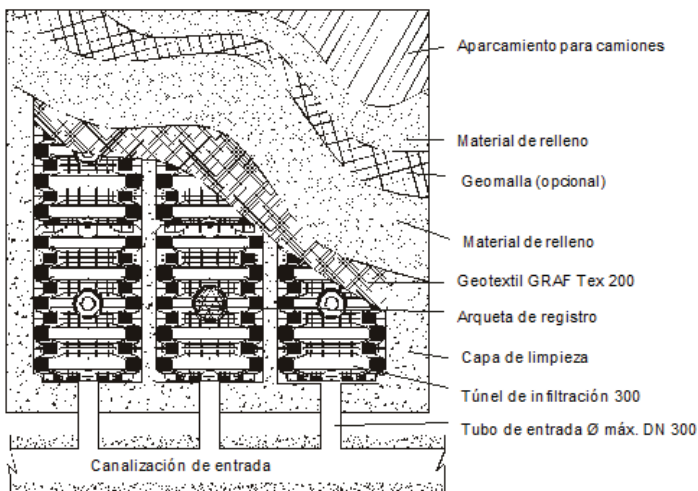 Aparcamiento para camiones
Material de relleno
Geomalla (opcional)
Material de relleno
Geotextil GRAF Tex 200
Arqueta de registro
Capa de limpieza
Túnel de infiltración 300
Tubo de entrada Ø máx. DN 300
Canalización de entrada